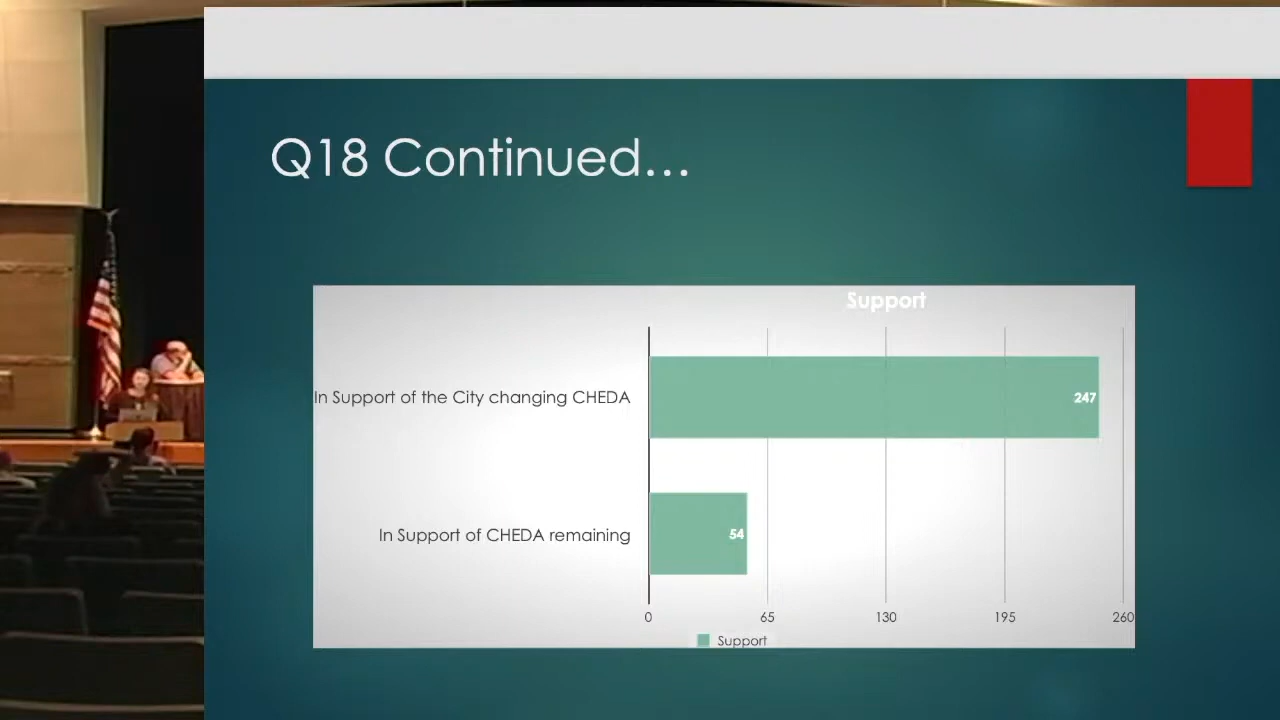 Q18 Continued...
Support
In Support of the City changing CHEDA
247
In Support of CHEDA remaining
54
0 65 130 195 260
Support